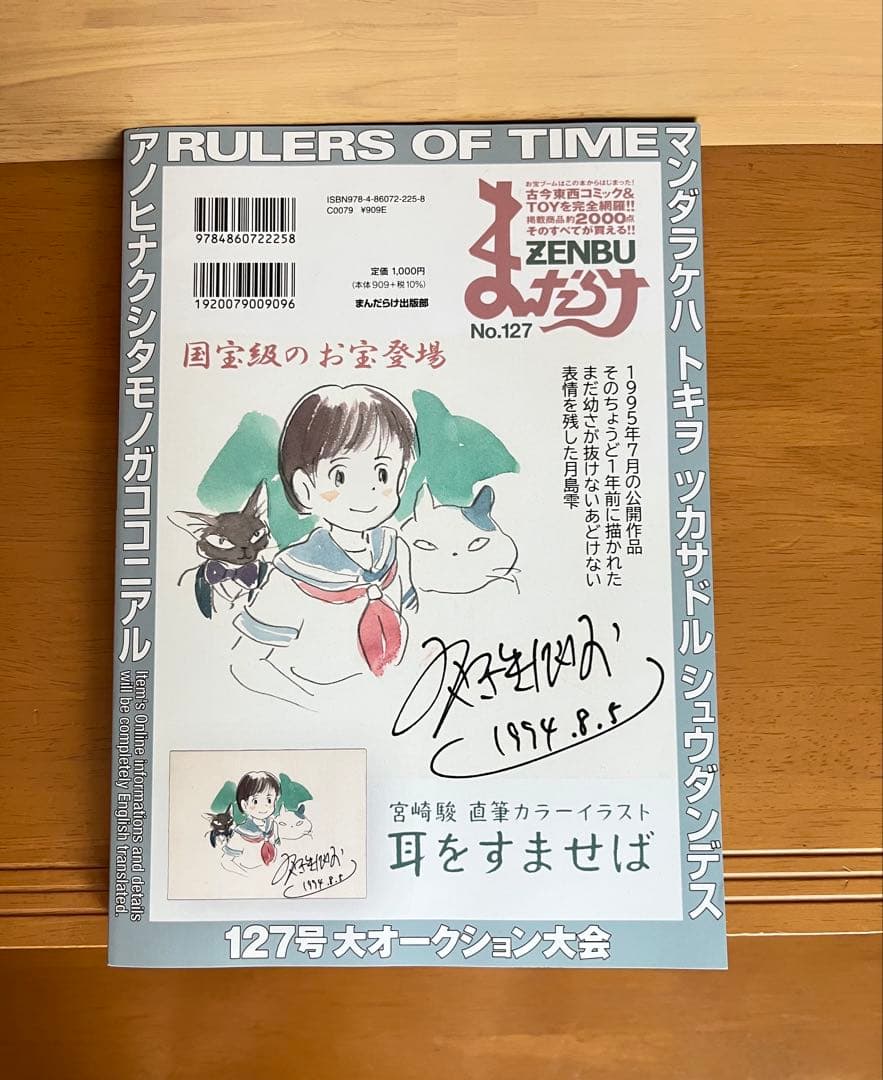 RULERS OF TIME
アノヒナクシタモノガココニアル
マンダラケハ トキヲ ツカサドル シュウダンデス
ISBN978-4-86072-225-8
C0079 ¥909E
9784860722258
定価 1,000円
(本体 909+税10%)
まんだらけ出版部
1920079009096
お宝ブームはこの本からはじまった!
古今東西コミック&
TOYを完全網羅!!
掲載商品約2000点
そのすべてが買える!!
ZENBU
まんだらけ
No.127
国宝級のお宝登場
1995年7月の公開作品
そのちょうど1年前に描かれた
まだ幼さが抜けないあどけない
表情を残した月島雫
1994.8.5
1994.8.5
宮崎駿 直筆カラーイラスト
耳をすませば
Item's Online informations and details
will be completely English translated.
127号大オークション大会